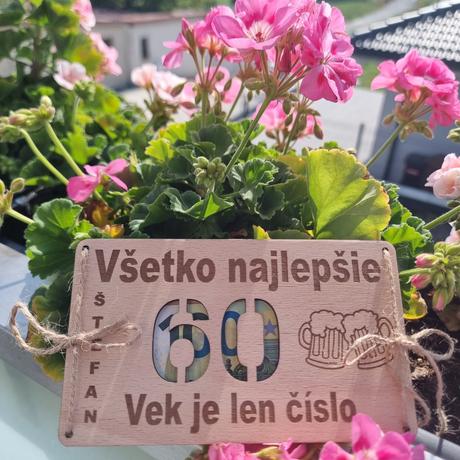 Všetko najlepšie
ŠTEFAN
60
Vek je len číslo